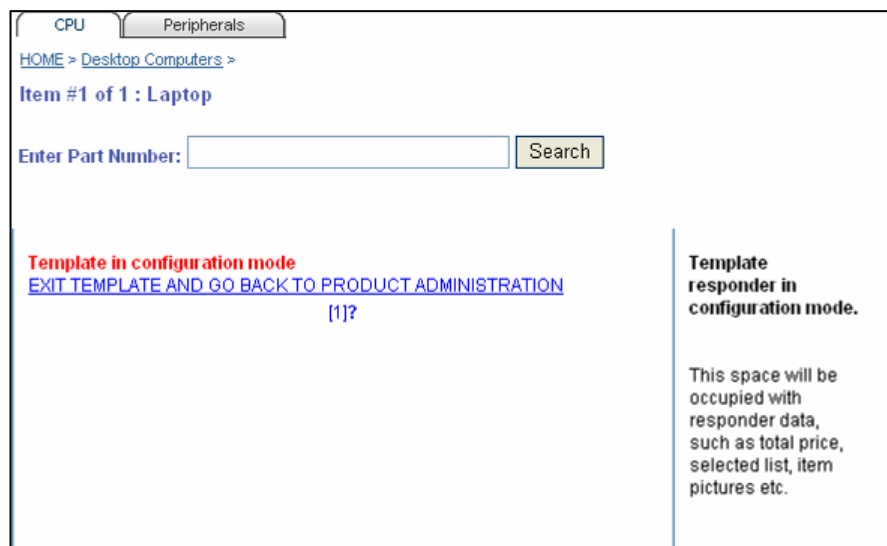 CPU Peripherals
HOME > Desktop Computers >
Item #1 of 1 : Laptop
Enter Part Number: Search
Template in configuration mode
EXIT TEMPLATE AND GO BACK TO PRODUCT ADMINISTRATION
[1]?
Template
responder in
configuration mode.
This space will be
occupied with
responder data,
such as total price,
selected list, item
pictures etc.